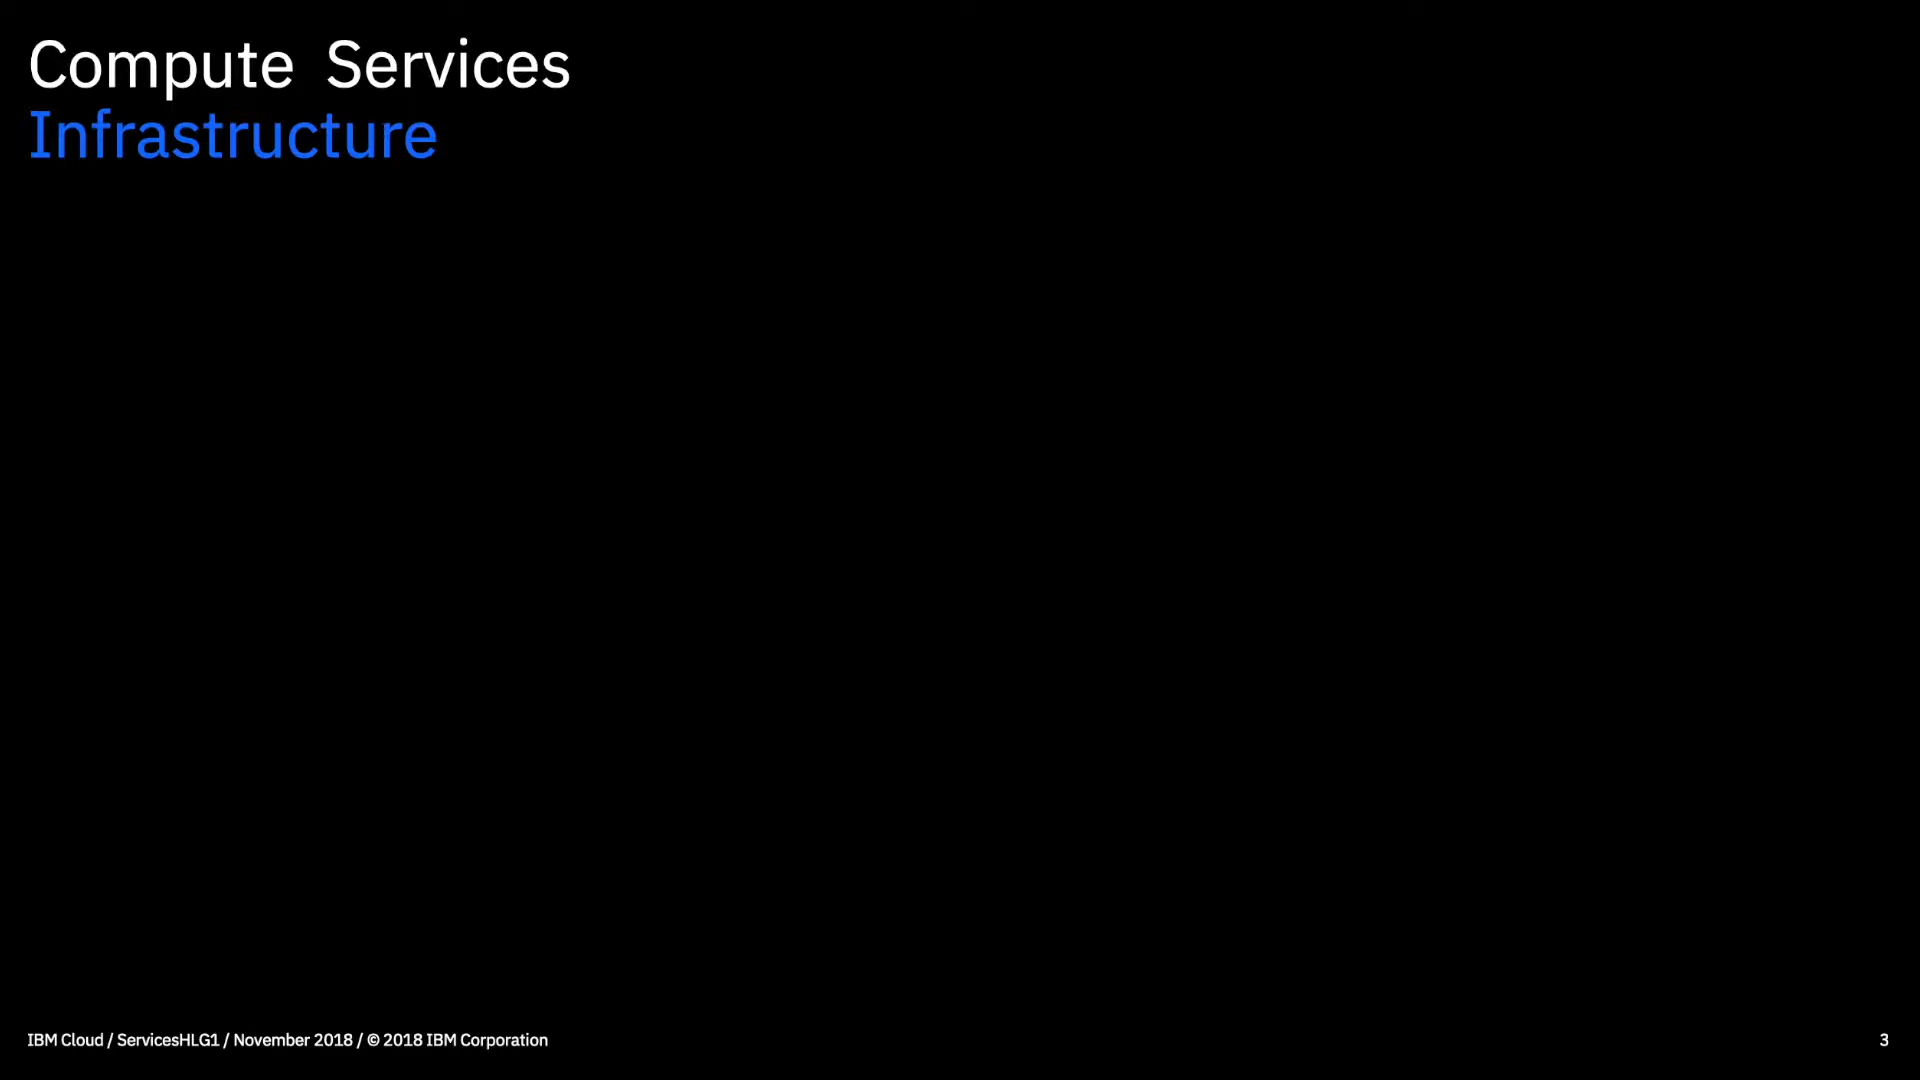 Compute Services
Infrastructure
IBM Cloud / ServicesHLG1 / November 2018 / © 2018 IBM Corporation
3